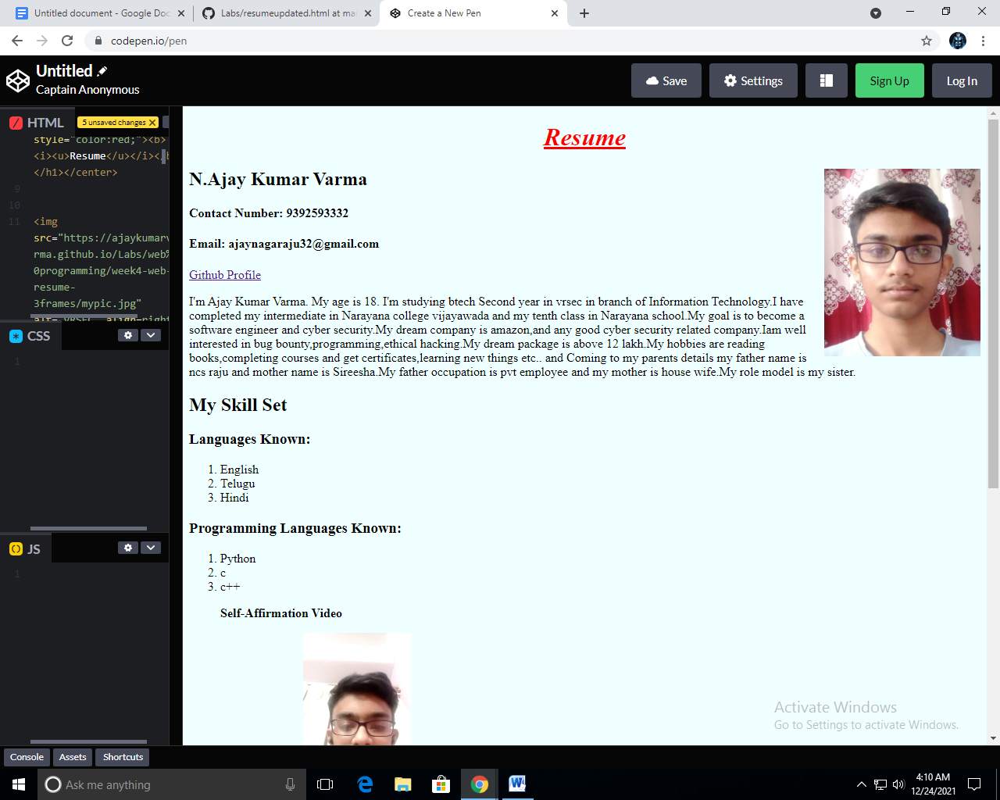 Untitled document - Google Doc
Labs/resumeupdated.html at mai
Create a New Pen
codepen.io/pen
Untitled
Captain Anonymous
Save
Settings
Sign Up
Log In
HTML
5 unsaved changes
style="color:red;"><b>
<i><u>Resume</u></i></b
</h1></center>
9
10
11
<img
src="https://ajaykumarv
rma.github.io/Labs/web%
0programming/week4-web-
resume-
3frames/mypic.jpg"
alt="VRSEC" align=right
CSS
1
JS
1
Resume
N.Ajay Kumar Varma
Contact Number: 9392593332
Email: ajaynagaraju32@gmail.com
Github Profile
I'm Ajay Kumar Varma. My age is 18. I'm studying btech Second year in vrsec in branch of Information Technology.I have
completed my intermediate in Narayana college vijayawada and my tenth class in Narayana school.My goal is to become a
software engineer and cyber security.My dream company is amazon,and any good cyber security related company.Iam well
interested in bug bounty,programming,ethical hacking.My dream package is above 12 lakh.My hobbies are reading
books,completing courses and get certificates,learning new things etc.. and Coming to my parents details my father name is
ncs raju and mother name is Sireesha.My father occupation is pvt employee and my mother is house wife.My role model is my sister.
My Skill Set
Languages Known:
1. English
2. Telugu
3. Hindi
Programming Languages Known:
1. Python
2. c
3. c++
Self-Affirmation Video
Activate Windows
Go to Settings to activate Windows.
Console
Assets
Shortcuts
Ask me anything
4:10 AM
12/24/2021